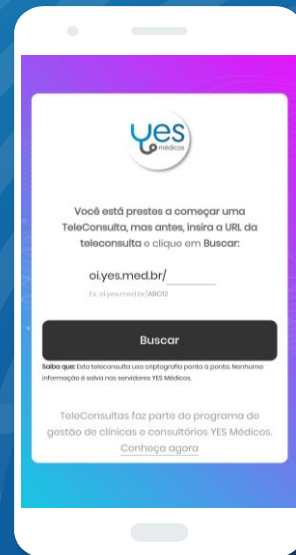 yes
médicos
Você está prestes a começar uma
TeleConsulta, mas antes, insira a URL da
teleconsulta e clique em Buscar:
oi.yes.med.br/
Ex: oi.yes.med.br/ABC12
Buscar
Saiba que: Esta teleconsulta usa criptografia ponta à ponta. Nenhuma
informação é salva nos servidores YES Médicos.
TeleConsultas faz parte do programa de
gestão de clínicas e consultórios YES Médicos.
Conheça agora